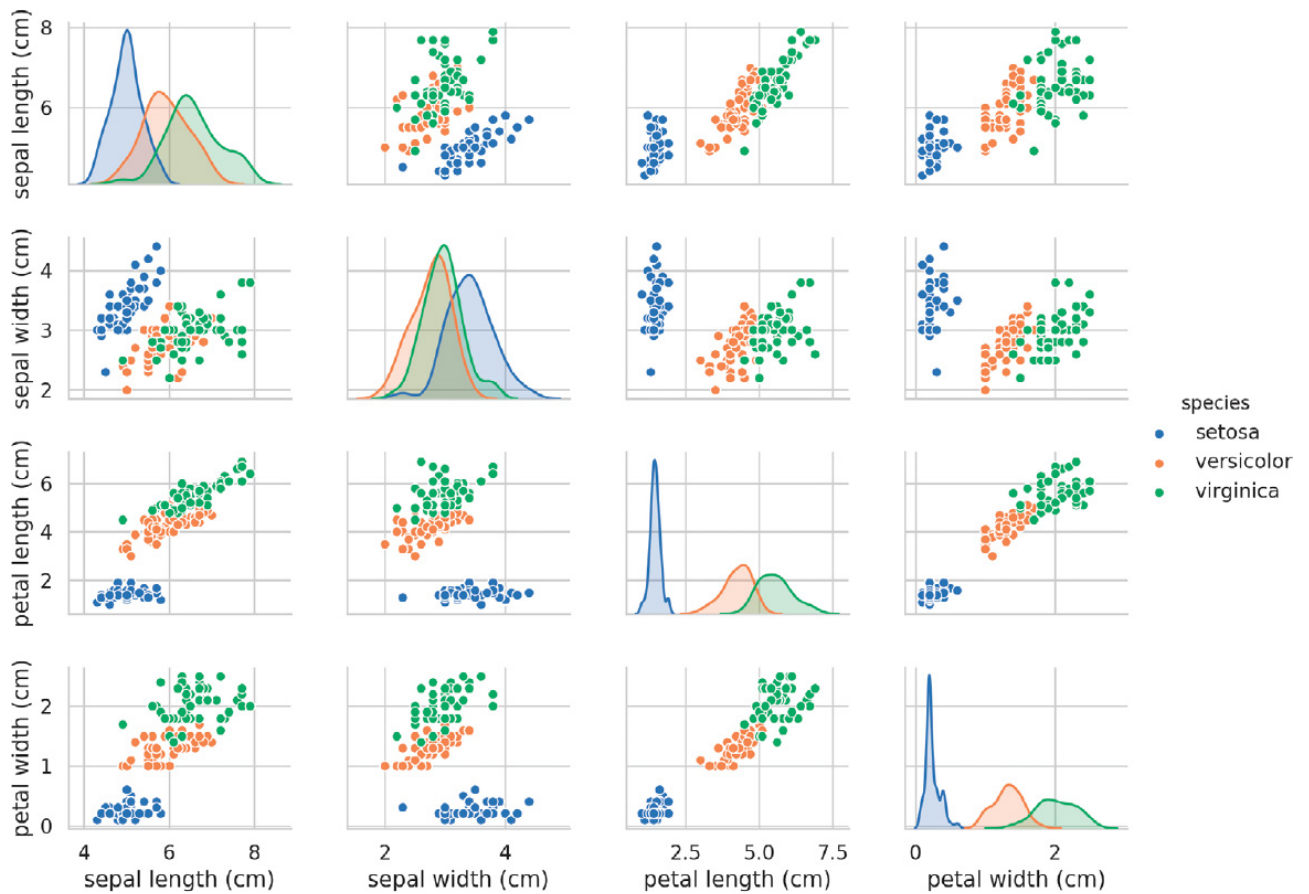 sepal length (cm)
8
6
sepal width (cm)
4
3
2
petal length (cm)
6
4
2
petal width (cm)
2
1
0
4 6 8
2 4
2.5 5.0 7.5
0 2
sepal length (cm)
sepal width (cm)
petal length (cm)
petal width (cm)
species
setosa
versicolor
virginica